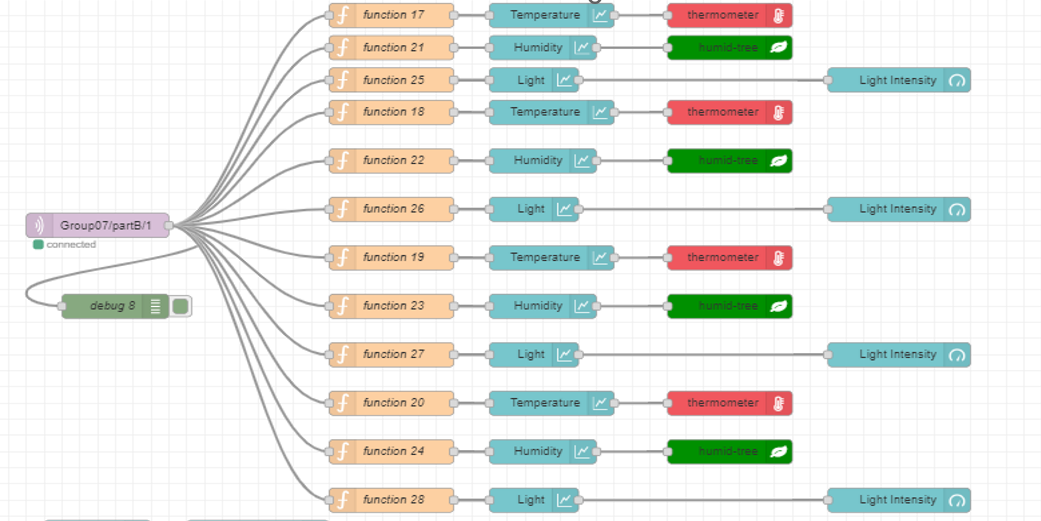 function 17 Temperature thermometer
function 21 Humidity humid-tree
function 25 Light Light Intensity
function 18 Temperature thermometer
function 22 Humidity humid-tree
function 26 Light Light Intensity
Group07/partB/1
connected
function 19 Temperature thermometer
debug 8
function 23 Humidity humid-tree
function 27 Light Light Intensity
function 20 Temperature thermometer
function 24 Humidity humid-tree
function 28 Light Light Intensity